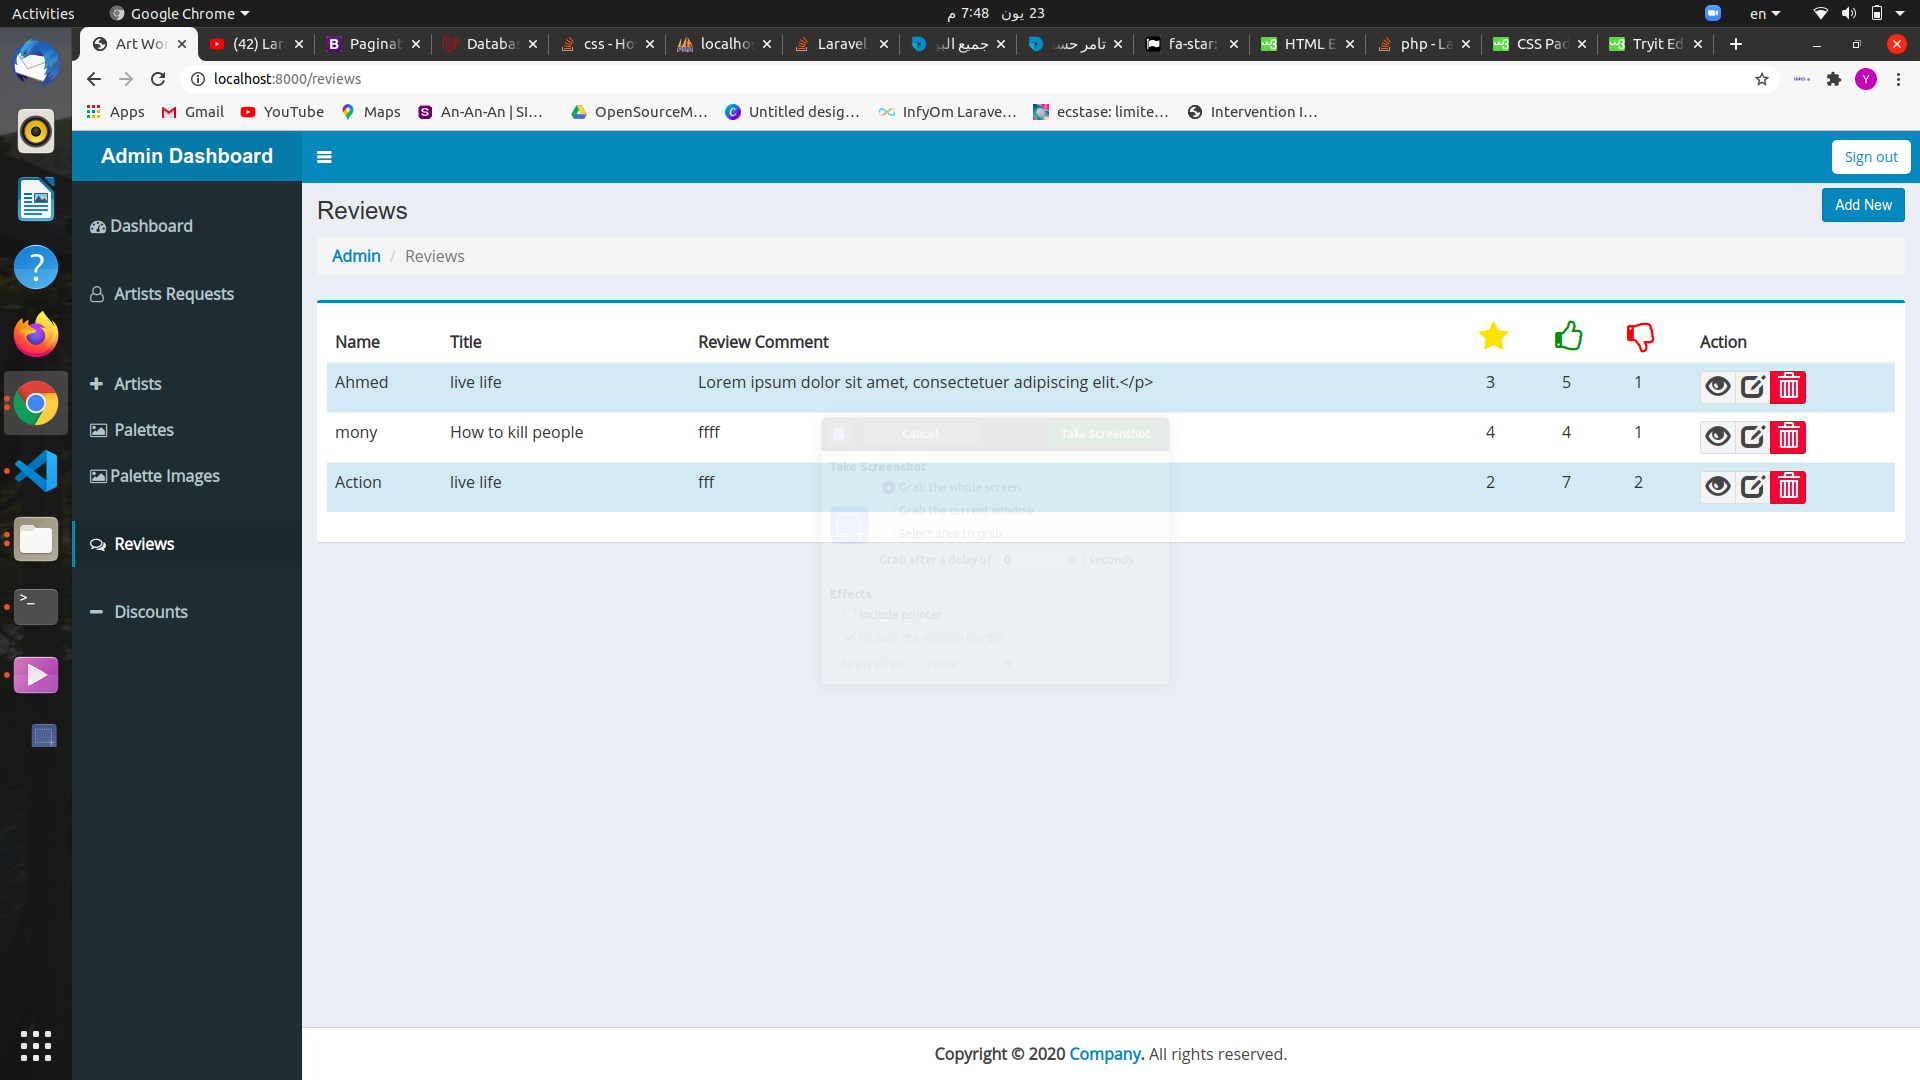 Activities
Google Chrome
23 يون 7:48 م
en
Art Wor
(42) Lar
Paginat
Databa
css - Ho
localhos
Laravel
جميع الب
تامر حس
fa-star:
HTML E
php - La
CSS Pad
Tryit Ed
localhost:8000/reviews
Y
Apps
Gmail
YouTube
Maps
An-An-An | SI...
OpenSourceM...
Untitled desig...
InfyOm Larave...
ecstase: limite...
Intervention I...
Admin Dashboard
Sign out
Reviews
Add New
Admin / Reviews
Dashboard
Artists Requests
Artists
Palettes
Palette Images
Reviews
Discounts
Name Title Review Comment Action
Ahmed live life Lorem ipsum dolor sit amet, consectetuer adipiscing elit.</p> 3 5 1
mony How to kill people ffff 4 4 1
Action live life fff 2 7 2
Cancel Take Screenshot
Take Screenshot
Grab the whole screen
Grab the current window
Select area to grab
Grab after a delay of 0 + seconds
Effects
Include pointer
Include the window border
Apply effect: None
Copyright © 2020 Company. All rights reserved.